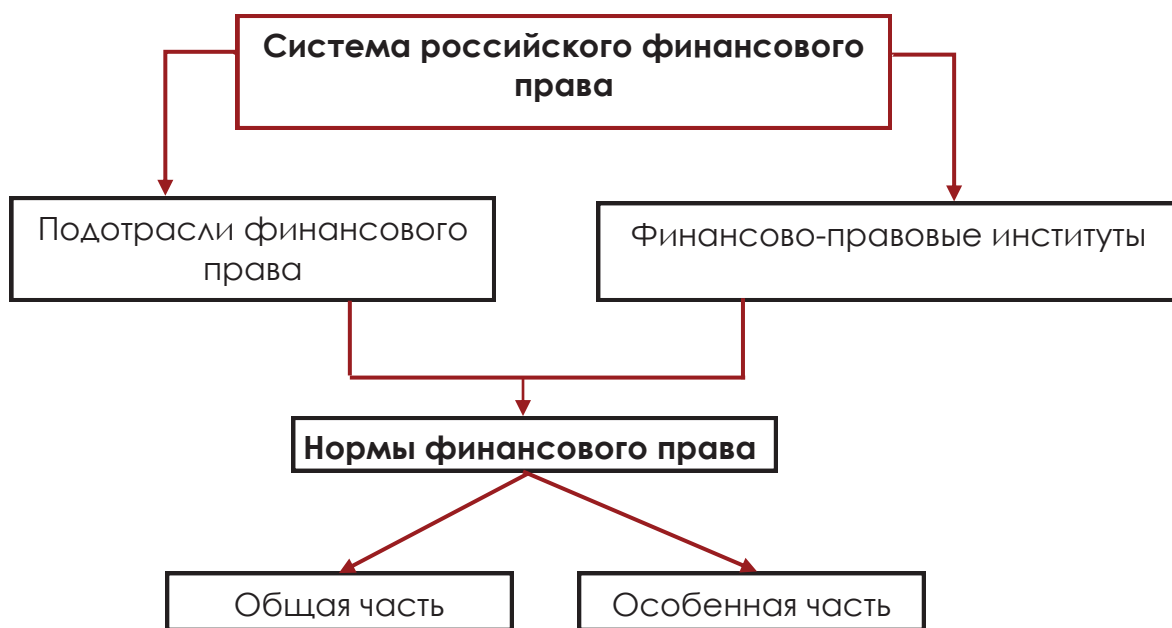 Система российского финансового
права
Подотрасли финансового
права
Финансово-правовые институты
Нормы финансового права
Общая часть
Особенная часть